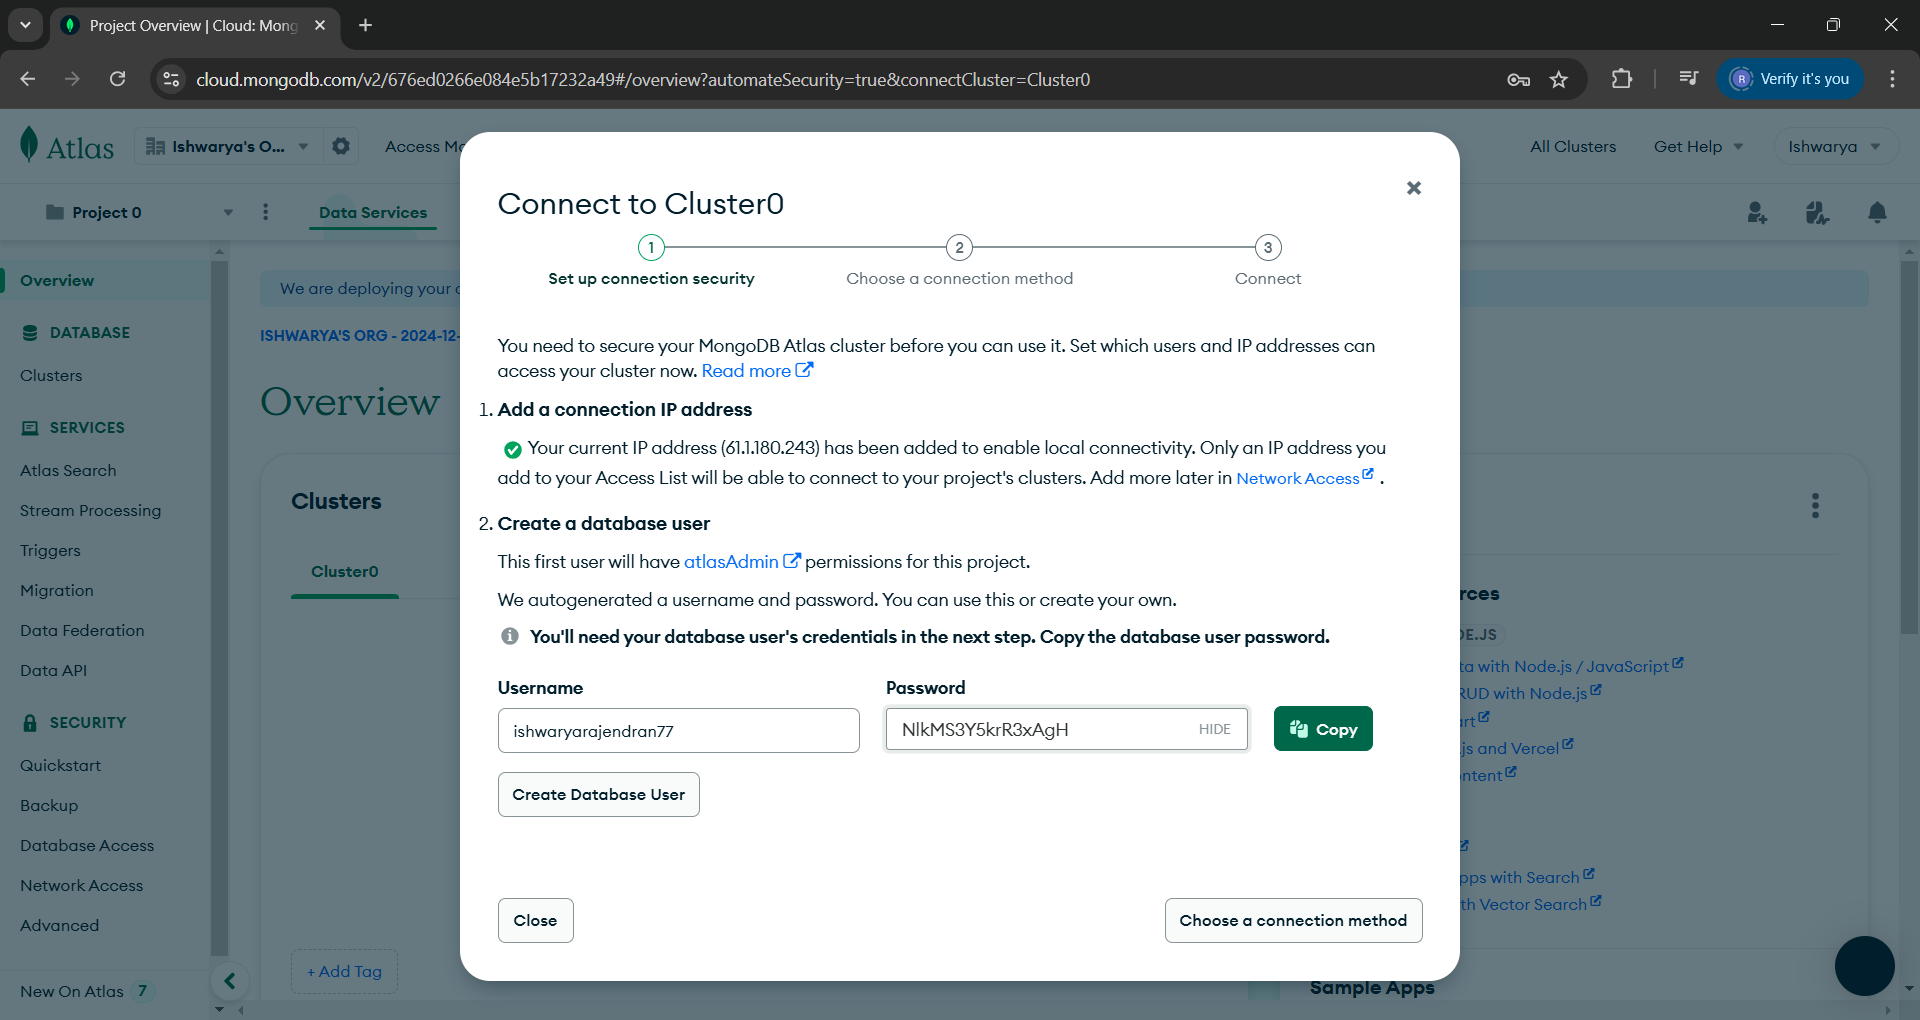 Project Overview | Cloud: Mong
cloud.mongodb.com/v2/676ed0266e084e5b17232a49#/overview?automateSecurity=true&connectCluster=Cluster0
R
Verify it's you
Atlas
Ishwarya's O...
Access
All Clusters
Get Help
Ishwarya
Project 0
Data Services
Overview
DATABASE
Clusters
SERVICES
Atlas Search
Stream Processing
Triggers
Migration
Data Federation
Data API
SECURITY
Quickstart
Backup
Database Access
Network Access
Advanced
New On Atlas 7
We are deploying your
ISHWARYA'S ORG - 2024-12-
Overview
Clusters
Cluster0
+ Add Tag
Connect to Cluster0
1
2
3
Set up connection security
Choose a connection method
Connect
You need to secure your MongoDB Atlas cluster before you can use it. Set which users and IP addresses can
access your cluster now. Read more
1. Add a connection IP address
Your current IP address (61.1.180.243) has been added to enable local connectivity. Only an IP address you
add to your Access List will be able to connect to your project's clusters. Add more later in Network Access .
2. Create a database user
This first user will have atlasAdmin permissions for this project.
We autogenerated a username and password. You can use this or create your own.
You'll need your database user's credentials in the next step. Copy the database user password.
Username
Password
ishwaryarajendran77
NlkMS3Y5krR3xAgH
HIDE
Copy
Create Database User
Close
Choose a connection method
rces
DE.JS
ta with Node.js / JavaScript
RUD with Node.js
art
.js and Vercel
ntent
pps with Search
th Vector Search
Sample Apps